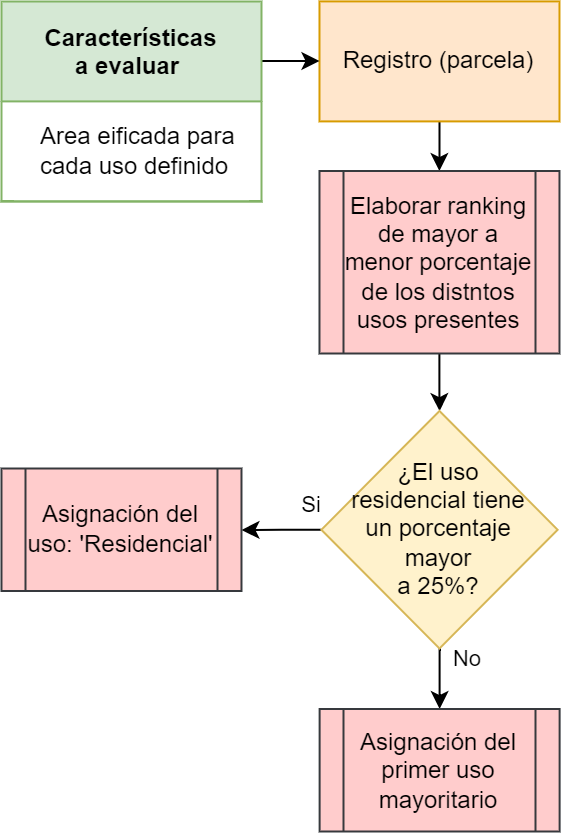 Características
a evaluar
Area eificada para
cada uso definido
Registro (parcela)
Elaborar ranking
de mayor a
menor porcentaje
de los distntos
usos presentes
¿El uso
residencial tiene
un porcentaje
mayor
a 25%?
Si
Asignación del
uso: 'Residencial'
No
Asignación del
primer uso
mayoritario